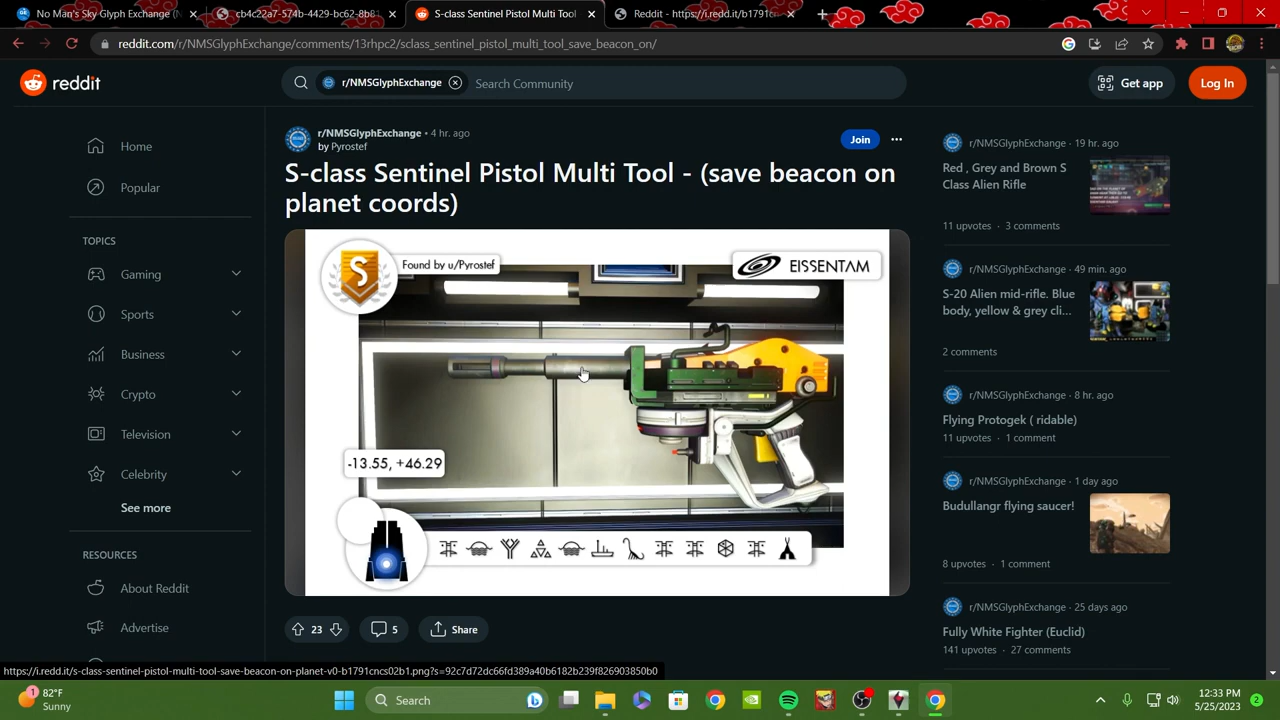 No Man's Sky Glyph Exchange (N
cb4c22a7-574b-4429-bc62-8b81
S-class Sentinel Pistol Multi Tool
Reddit - https://i.redd.it/b1791cn
reddit.com/r/NMSGlyphExchange/comments/13rhpc2/sclass_sentinel_pistol_multi_tool_save_beacon_on/
reddit
r/NMSGlyphExchange
Search Community
Get app
Log In
Home
Popular
TOPICS
Gaming
Sports
Business
Crypto
Television
Celebrity
See more
RESOURCES
About Reddit
Advertise
r/NMSGlyphExchange • 4 hr. ago
by Pyrostef
Join
S-class Sentinel Pistol Multi Tool - (save beacon on
planet coords)
S
Found by u/Pyrostef
EISSENTAM
-13.55, +46.29
23
5
Share
r/NMSGlyphExchange · 19 hr. ago
Red , Grey and Brown S
Class Alien Rifle
11 upvotes · 3 comments
r/NMSGlyphExchange · 49 min. ago
S-20 Alien mid-rifle. Blue
body, yellow & grey cli...
2 comments
r/NMSGlyphExchange · 8 hr. ago
Flying Protogek ( ridable)
11 upvotes · 1 comment
r/NMSGlyphExchange · 1 day ago
Budullangr flying saucer!
8 upvotes · 1 comment
r/NMSGlyphExchange · 25 days ago
Fully White Fighter (Euclid)
141 upvotes · 27 comments
https://i.redd.it/s-class-sentinel-pistol-multi-tool-save-beacon-on-planet-v0-b1791cncs02b1.png?s=92c7d72dc66fd389a40b6182b239f826903850b0
1
82°F
Sunny
Search
12:33 PM
5/25/2023
2